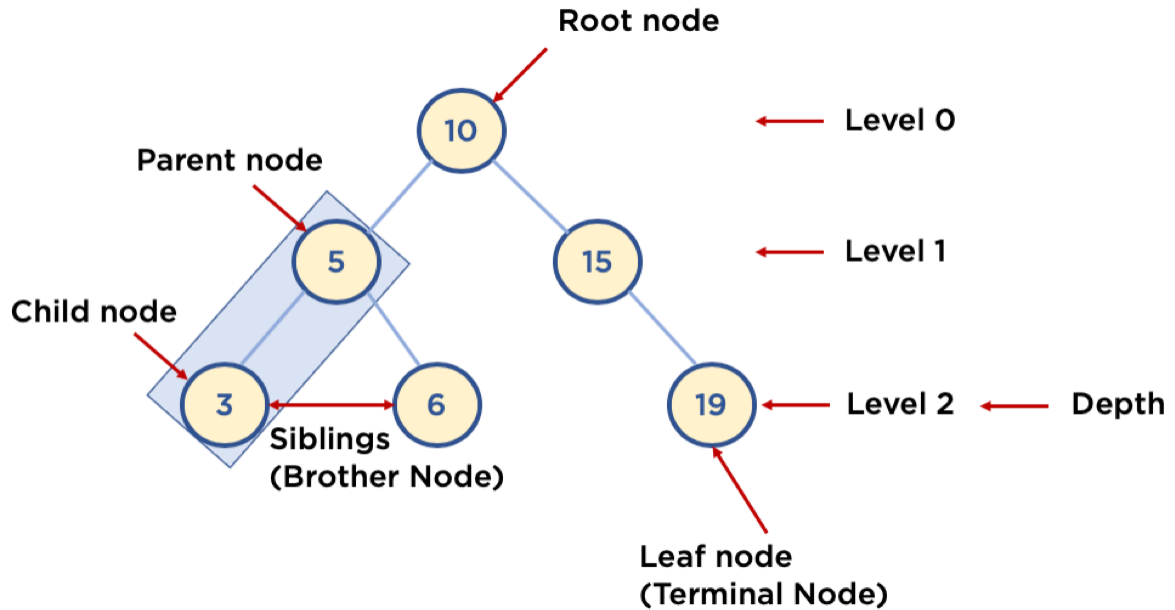 Root node
10
Level 0
Parent node
5
15
Level 1
Child node
3
6
19
Level 2
Depth
Siblings
(Brother Node)
Leaf node
(Terminal Node)